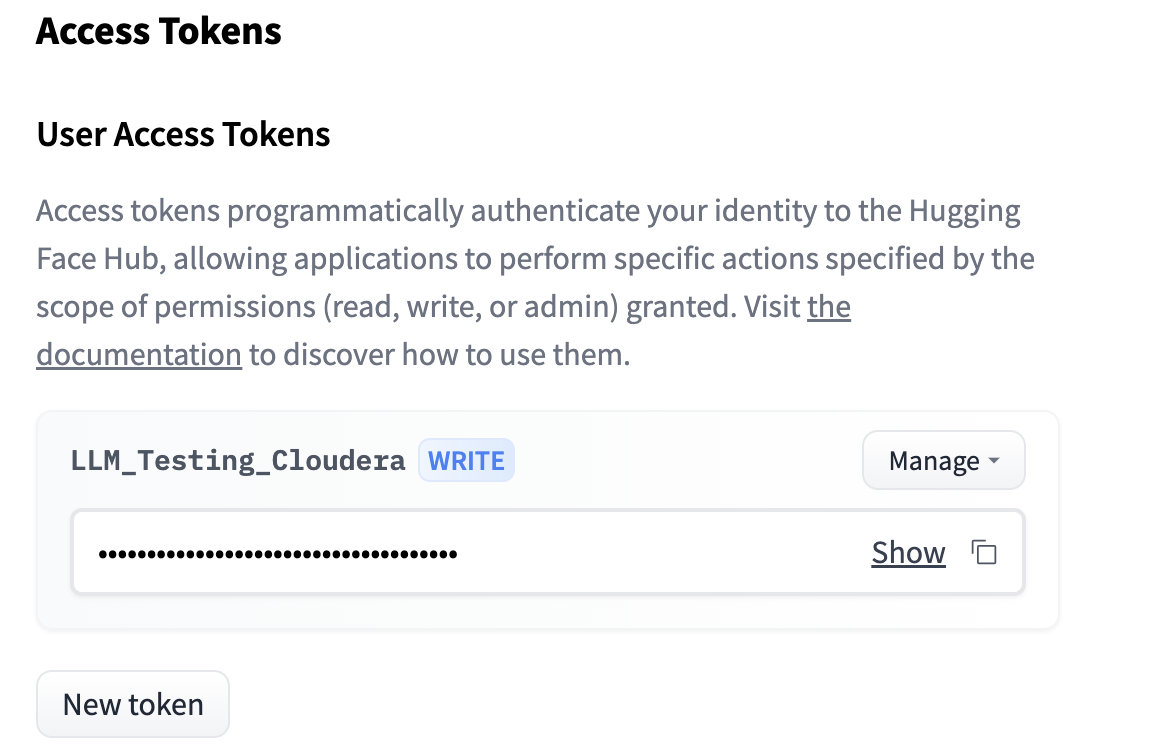 Access Tokens
User Access Tokens
Access tokens programmatically authenticate your identity to the Hugging
Face Hub, allowing applications to perform specific actions specified by the
scope of permissions (read, write, or admin) granted. Visit the
documentation to discover how to use them.
LLM_Testing_Cloudera WRITE Manage
••••••••••••••••••••••••••••••••••••• Show
New token